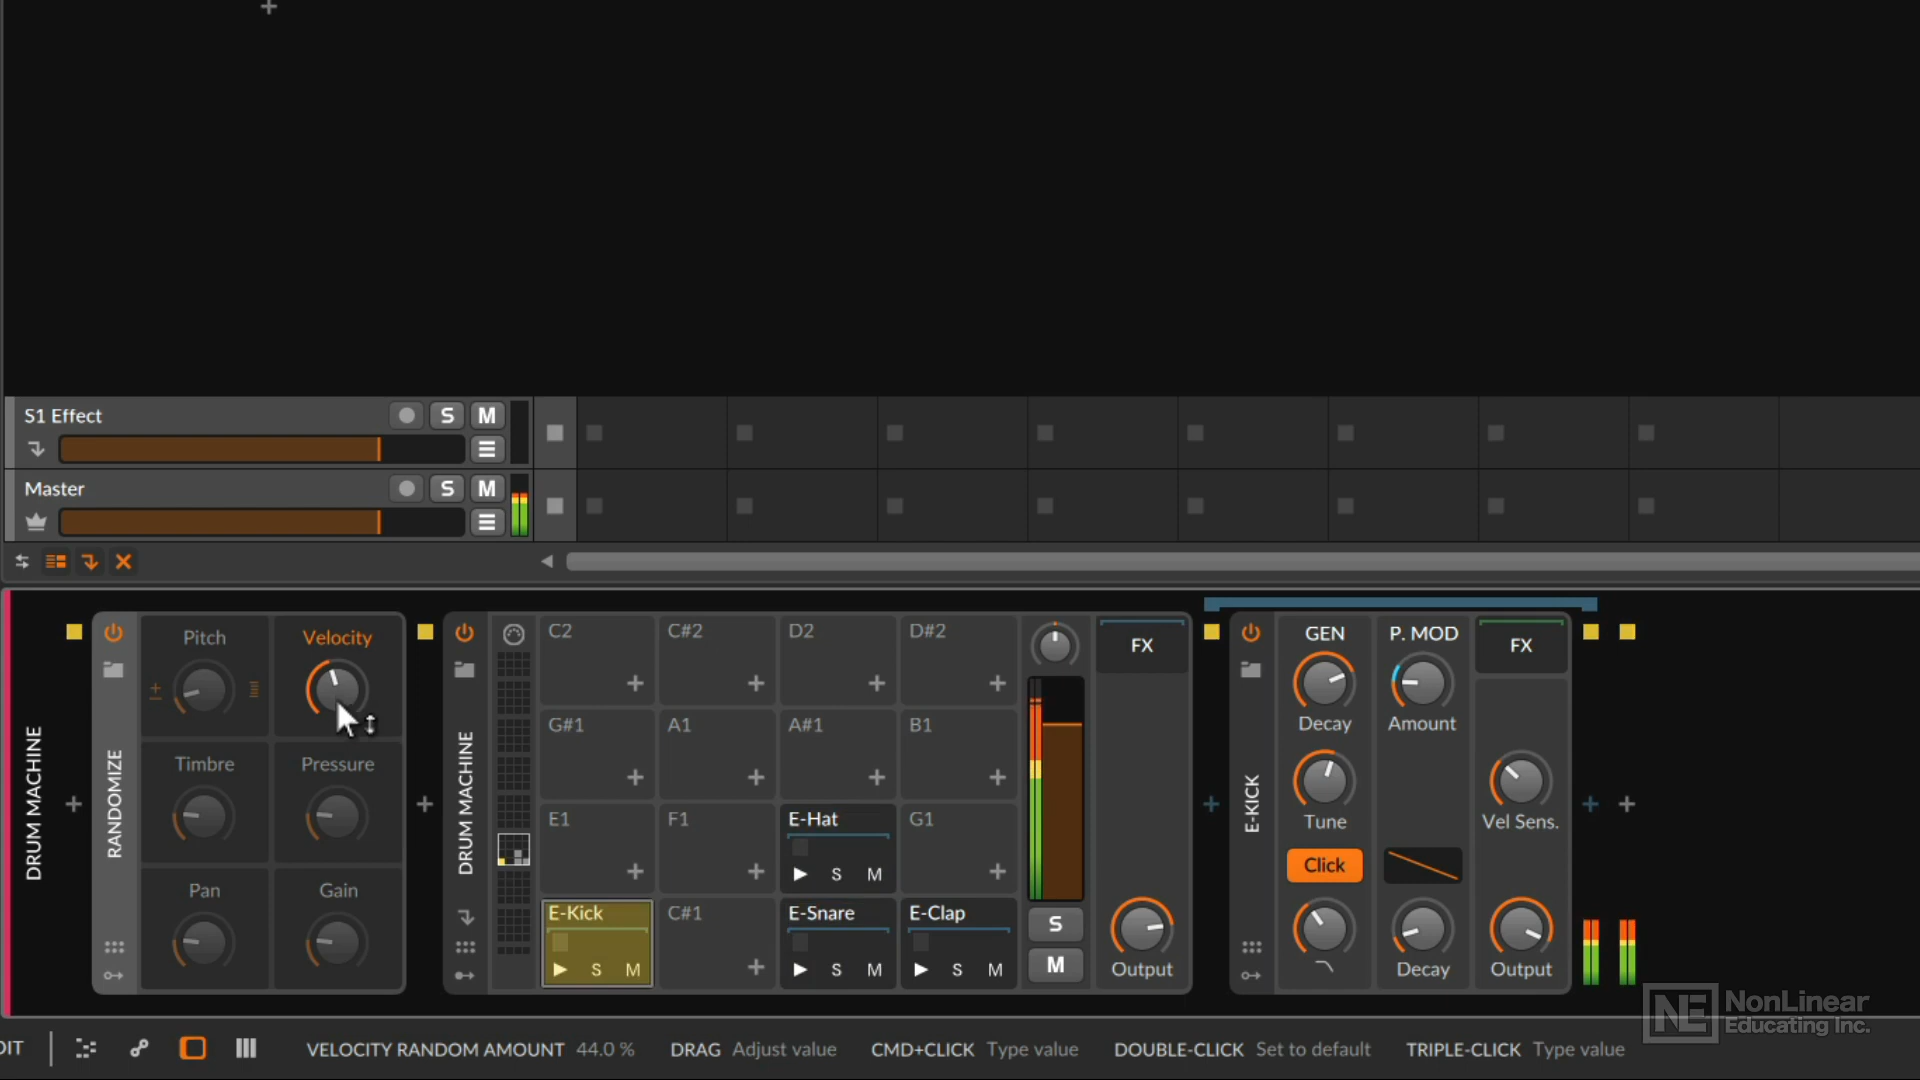 S1 Effect
S M
Master
S M
DRUM MACHINE
RANDOMIZE
Pitch
Velocity
Timbre
Pressure
Pan
Gain
DRUM MACHINE
C2
C#2
D2
D#2
G#1
A1
A#1
B1
E1
F1
E-Hat
S M
G1
E-Kick
S M
C#1
E-Snare
S M
E-Clap
S M
S
M
FX
Output
E-KICK
GEN
Decay
Tune
Click
P. MOD
Amount
Decay
FX
Vel Sens.
Output
NE NonLinear
Educating Inc.
DIT VELOCITY RANDOM AMOUNT 44.0 % DRAG Adjust value CMD+CLICK Type value DOUBLE-CLICK Set to default TRIPLE-CLICK Type value